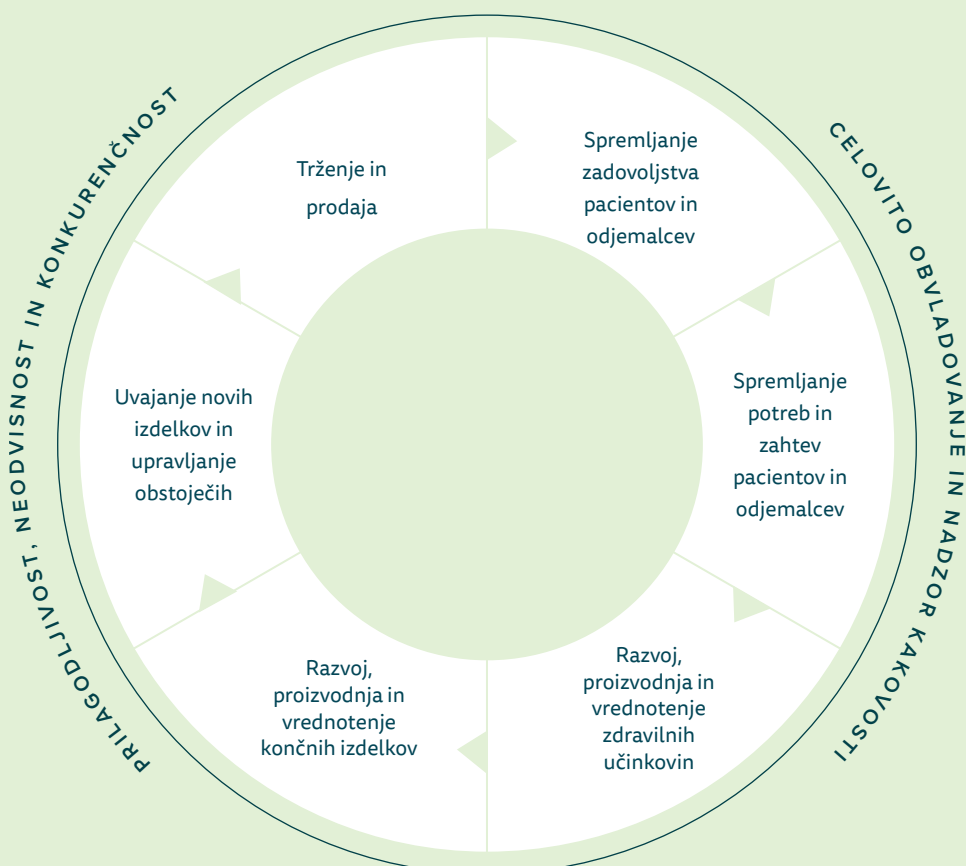 PRILAGODLJIVOST, NEODVISNOST IN KONKURENČNOST
CELOVITO OBVLADOVANJE IN NADZOR KAKOVOSTI
Trženje in
prodaja
Spremljanje
zadovoljstva
pacientov in
odjemalcev
Spremljanje
potreb in
zahtev
pacientov in
odjemalcev
Razvoj,
proizvodnja in
vrednotenje
zdravilnih
učinkovin
Razvoj,
proizvodnja in
vrednotenje
končnih izdelkov
Uvajanje novih
izdelkov in
upravljanje
obstoječih